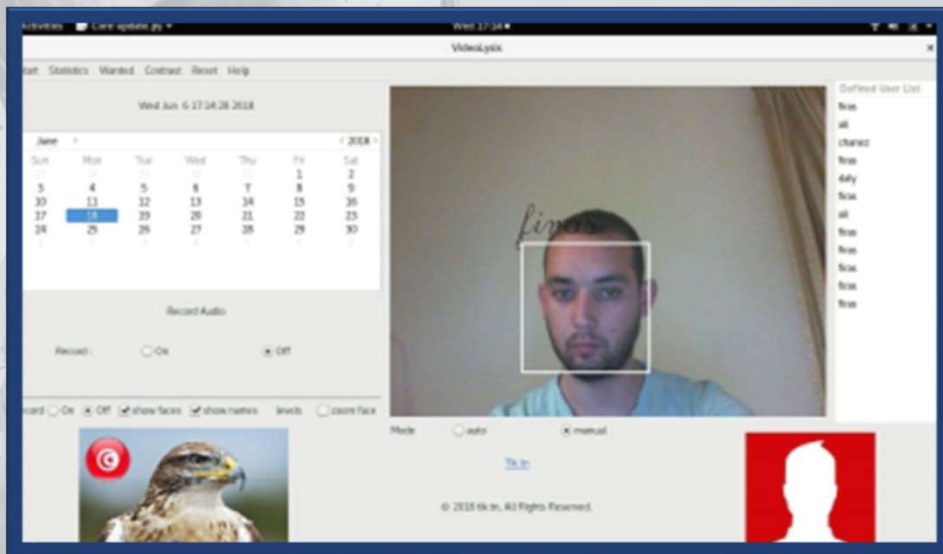 Activities Core-update.py Wed 17:14
VideoLysis
Start Statistics Wanted Contrast Reset Help
Wed Jun 6 17:14:28 2018
June 2018
Sun Mon Tue Wed Thu Fri Sat
1 2
3 4 5 6 7 8 9
10 11 12 13 14 15 16
17 18 19 20 21 22 23
24 25 26 27 28 29 30
Record Audio
Record : On Off
On Off show faces show names levels zoom face
firas
Defined User List
firas
ali
chanez
firas
daly
firas
ali
firas
firas
firas
firas
firas
Mode auto manual
Tik.tn
© 2018 tik.tn, All Rights Reserved.